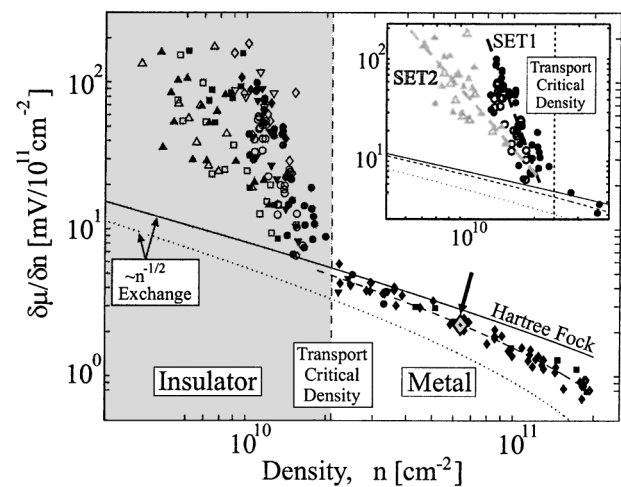 10²
10¹
10⁰
δμ/δn [mV/10¹¹cm⁻²]
SET1
SET2
Transport
Critical
Density
10²
10¹
10¹⁰
~n⁻¹/²
Exchange
Hartree Fock
Insulator
Transport
Critical
Density
Metal
10¹⁰
10¹¹
Density, n [cm⁻²]